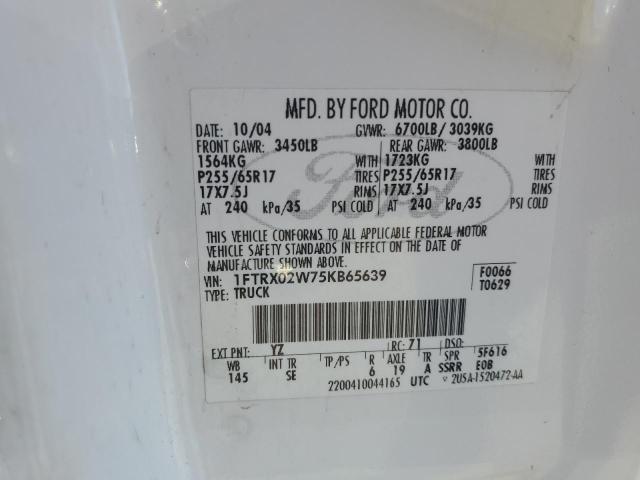 MFD. BY FORD MOTOR CO.
DATE: 10/04 GVWR: 6700LB/ 3039KG
FRONT GAWR: 3450LB REAR GAWR: 3800LB
1564KG WITH 1723KG WITH
P255/65R17 TIRES P255/65R17 TIRES
17X7.5J RIMS 17X7.5J RIMS
AT 240 kPa/35 PSI COLD AT 240 kPa/35 PSI COLD
Ford
THIS VEHICLE CONFORMS TO ALL APPLICABLE FEDERAL MOTOR
VEHICLE SAFETY STANDARDS IN EFFECT ON THE DATE OF
MANUFACTURE SHOWN ABOVE.
VIN: 1FTRX02W75KB65639 F0066
TYPE: TRUCK T0629
EXT PNT: YZ RC: 71 DSO:
WB INT TR TP/PS R AXLE TR SPR 5F616
145 SE 6 19 A SSRR EOB
2200410044165 UTC 2U5A-1520472-AA